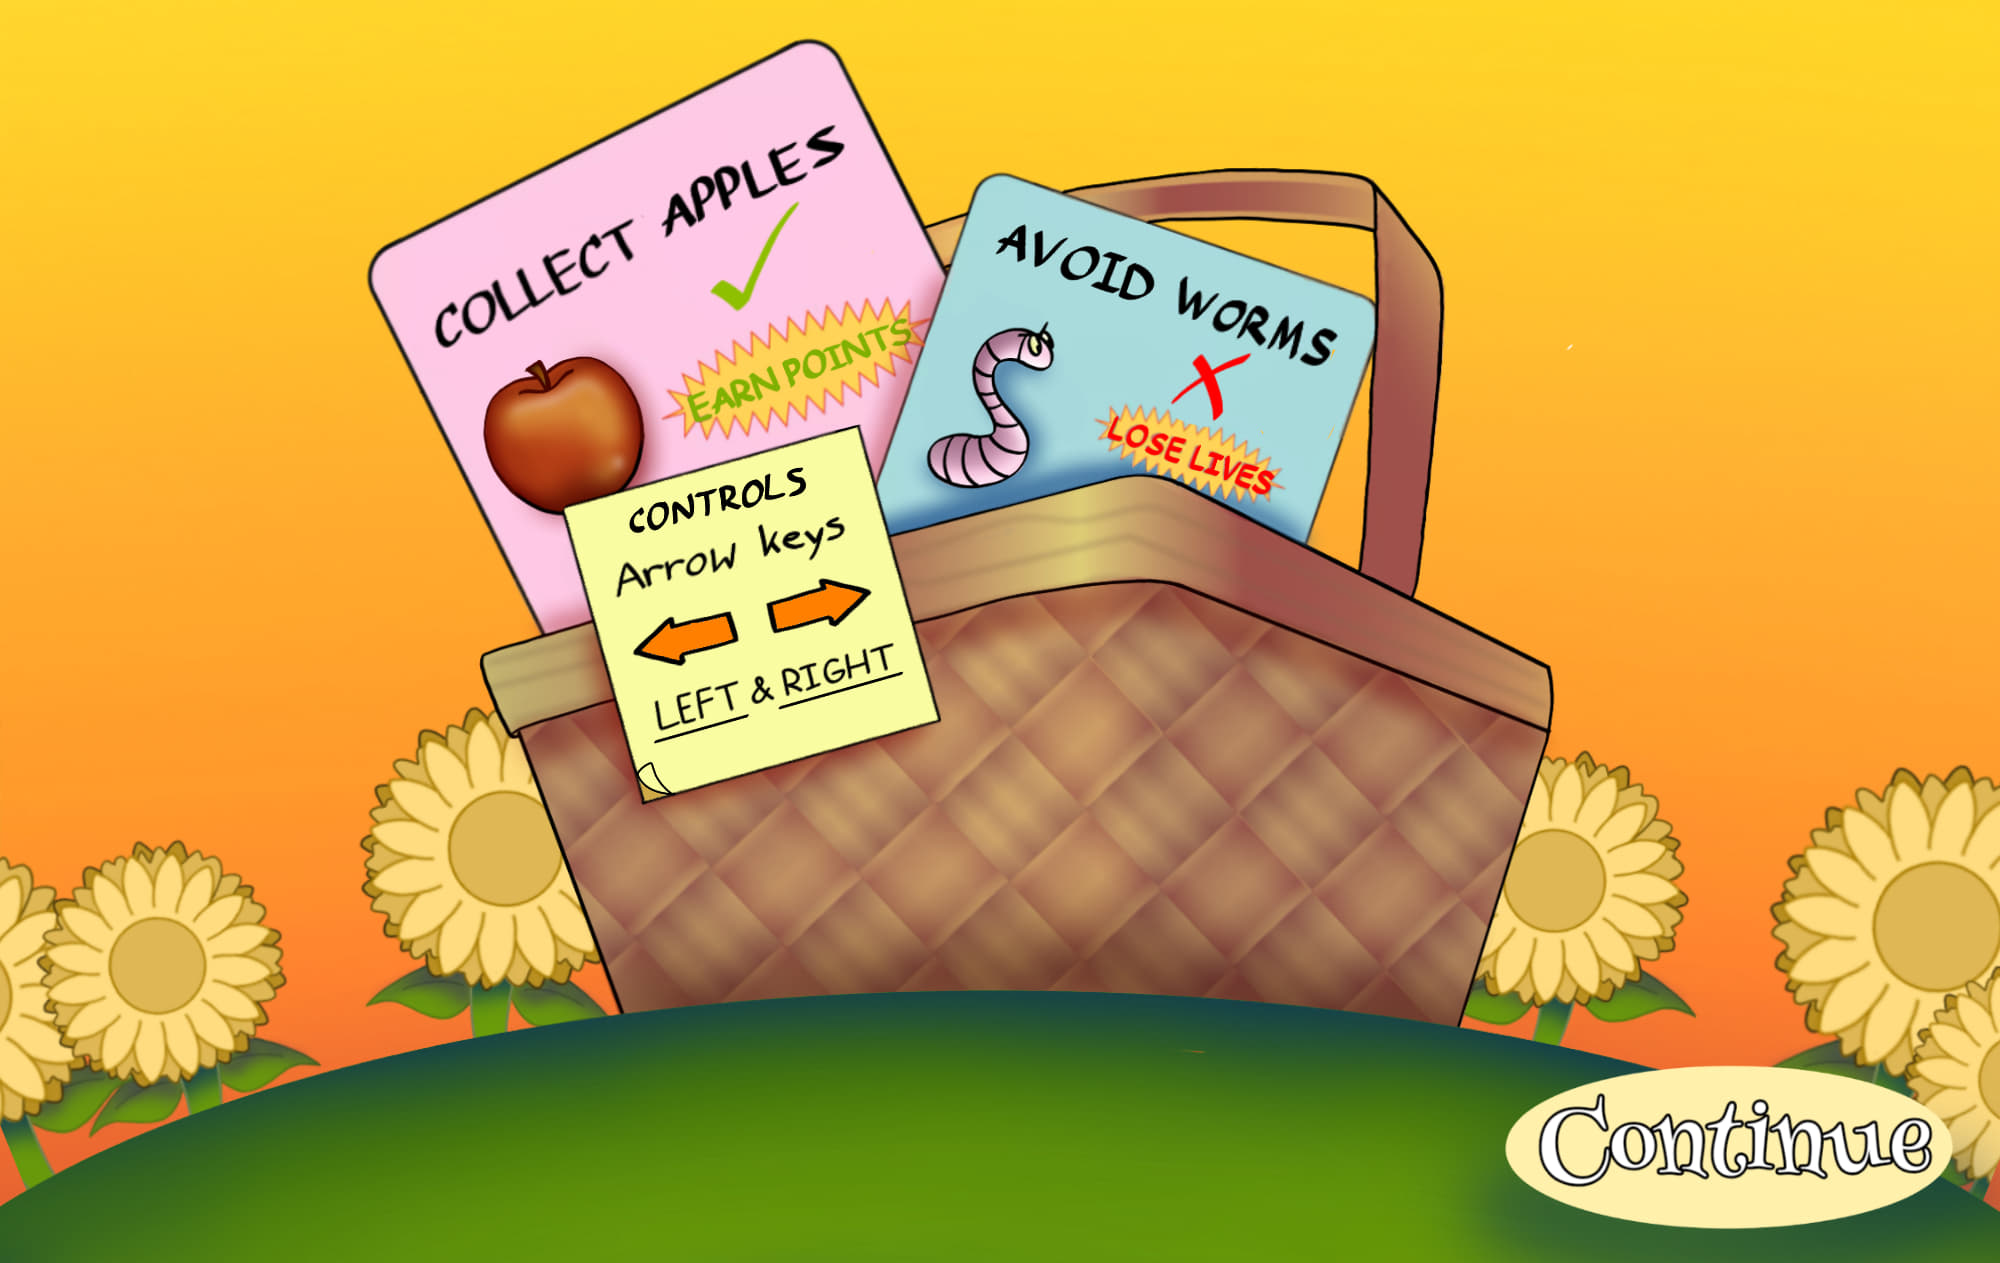 COLLECT APPLES
EARN POINTS
AVOID WORMS
LOSE LIVES
CONTROLS
Arrow keys
LEFT & RIGHT
Continue